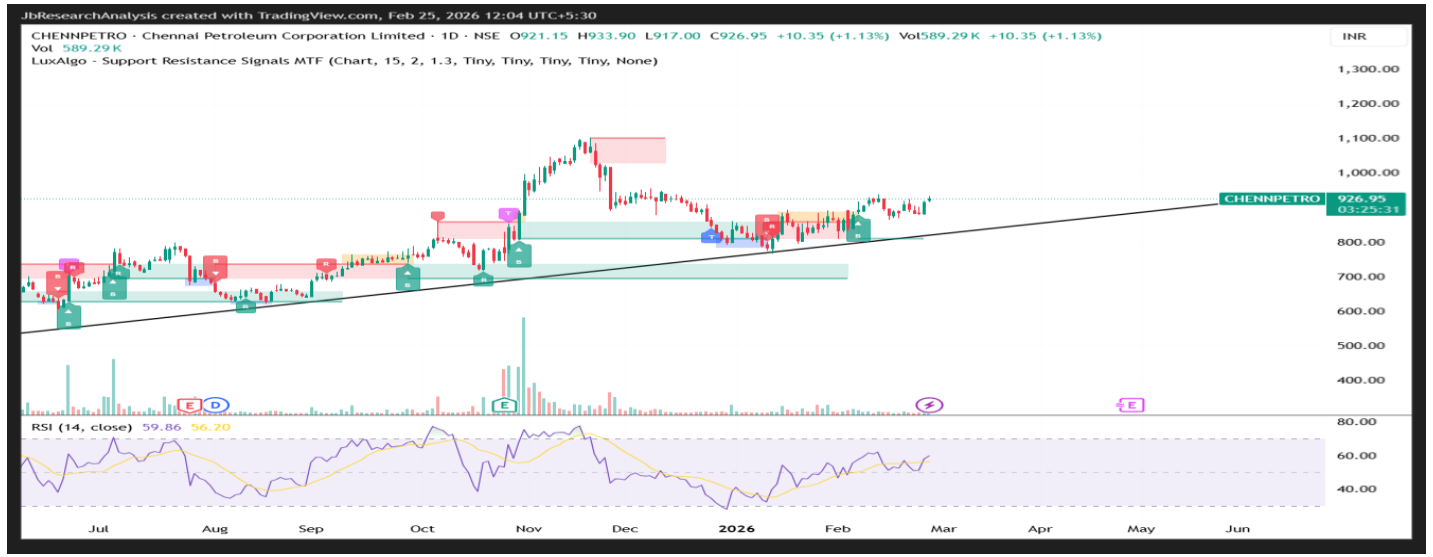 JbResearchAnalysis created with TradingView.com, Feb 25, 2026 12:04 UTC+5:30
CHENNPETRO · Chennai Petroleum Corporation Limited · 1D · NSE O921.15 H933.90 L917.00 C926.95 +10.35 (+1.13%) Vol589.29K +10.35 (+1.13%)
INR
Vol 589.29K
LuxAlgo - Support Resistance Signals MTF (Chart, 15, 2, 1.3, Tiny, Tiny, Tiny, Tiny, None)
1,300.00
1,200.00
1,100.00
1,000.00
CHENNPETRO 926.95
03:25:31
800.00
700.00
600.00
500.00
400.00
E D E E
RSI (14, close) 59.86 56.20
80.00
60.00
40.00
Jul Aug Sep Oct Nov Dec 2026 Feb Mar Apr May Jun